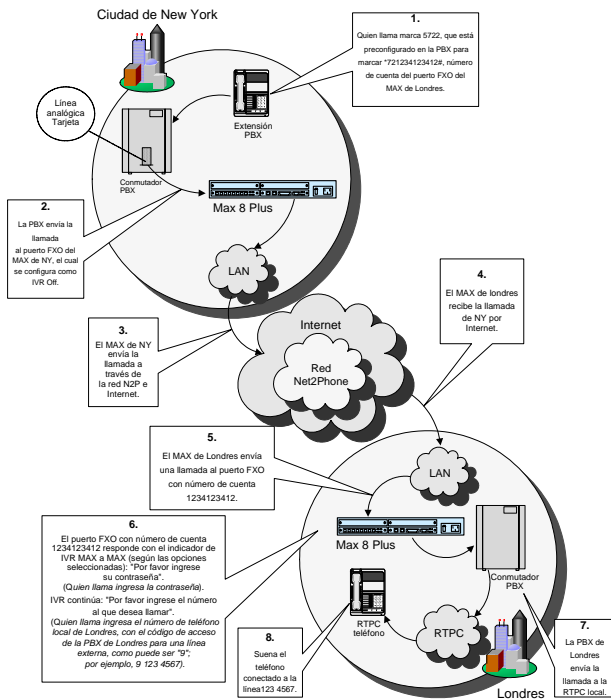 Ciudad de New York
1.
Quien llama marca 5722, que está
preconfigurado en la PBX para
marcar "721234123412#, número
de cuenta del puerto FXO del
MAX de Londres.
Línea
analógica
Tarjeta
Extensión
PBX
Conmutador
PBX
Max 8 Plus
2.
La PBX envía la
llamada
al puerto FXO del
MAX de NY, el cual
se configura como
IVR Off.
LAN
3.
El MAX de NY
envía la
llamada a
través de
la red N2P e
Internet.
Internet
Red
Net2Phone
4.
El MAX de londres
recibe la llamada
de NY por
Internet.
5.
El MAX de Londres envía
una llamada al puerto FXO
con número de cuenta
1234123412.
LAN
6.
El puerto FXO con número de cuenta
1234123412 responde con el indicador de
IVR MAX a MAX (según las opciones
seleccionadas): "Por favor ingrese
su contraseña".
(Quien llama ingresa la contraseña).
IVR continúa: "Por favor ingrese el número
al que desea llamar".
(Quien llama ingresa el número de teléfono
local de Londres, con el código de acceso
de la PBX de Londres para una línea
externa, como puede ser "9";
por ejemplo, 9 123 4567).
Max 8 Plus
Conmutador
PBX
RTPC
teléfono
RTPC
8.
Suena el
teléfono
conectado a la
línea123 4567.
7.
La PBX de
Londres
envía la
llamada a la
RTPC local.
Londres